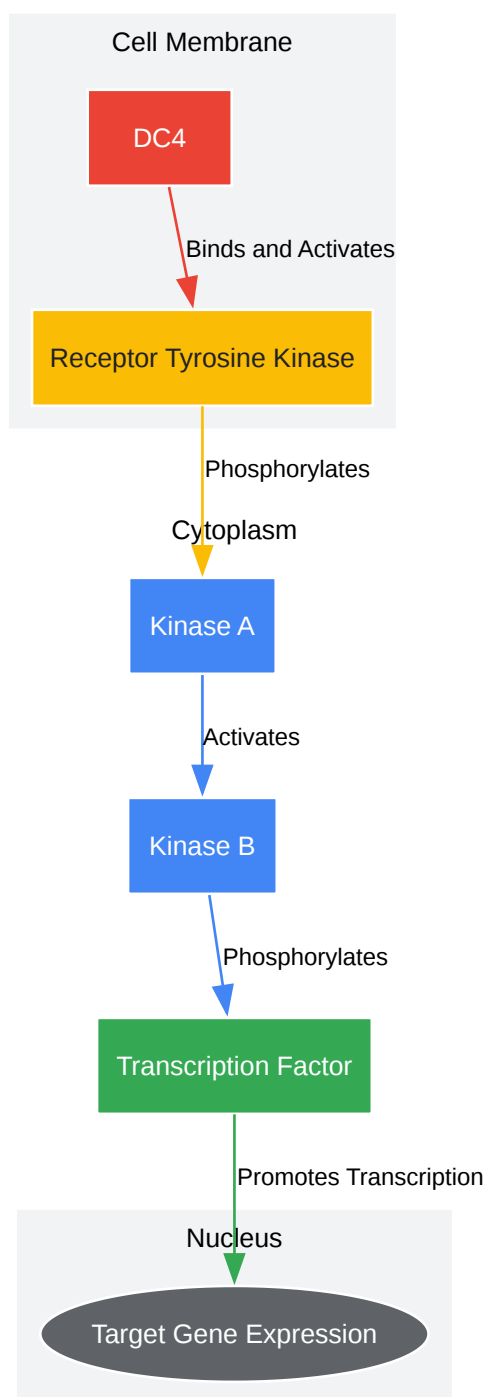 Cell Membrane
DC4
Binds and Activates
Receptor Tyrosine Kinase
Phosphorylates
Cytoplasm
Kinase A
Activates
Kinase B
Phosphorylates
Transcription Factor
Promotes Transcription
Nucleus
Target Gene Expression